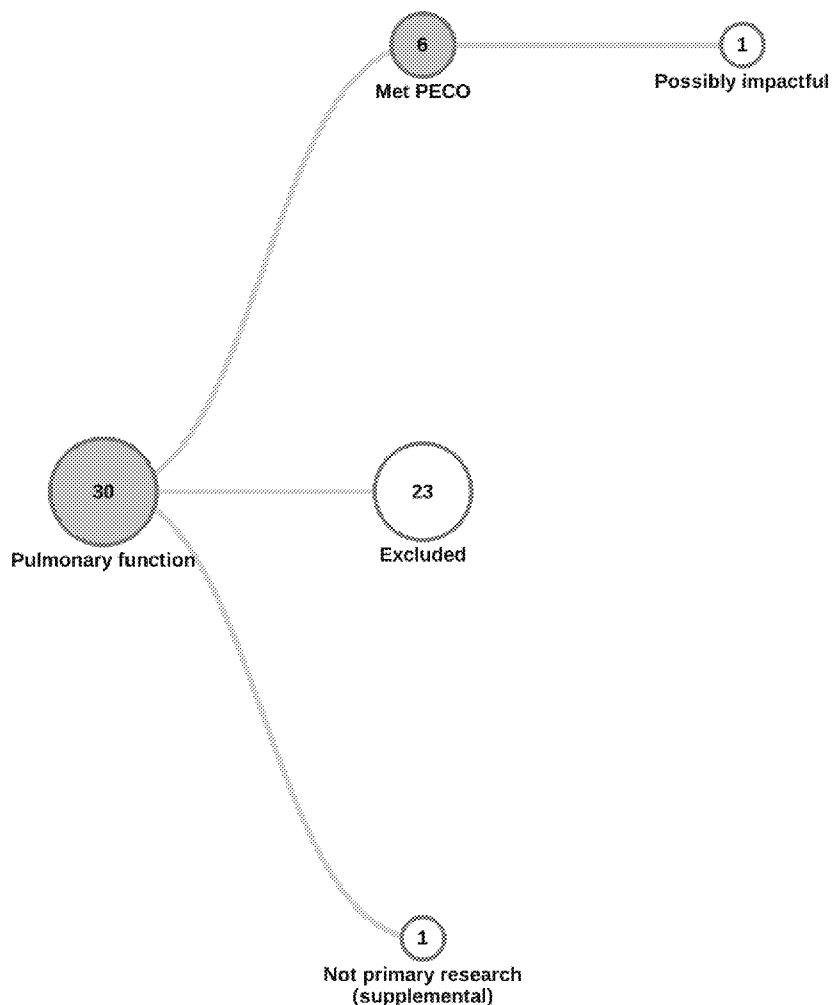 6
Met PECO
1
Possibly impactful
30
Pulmonary function
23
Excluded
1
Not primary research
(supplemental)